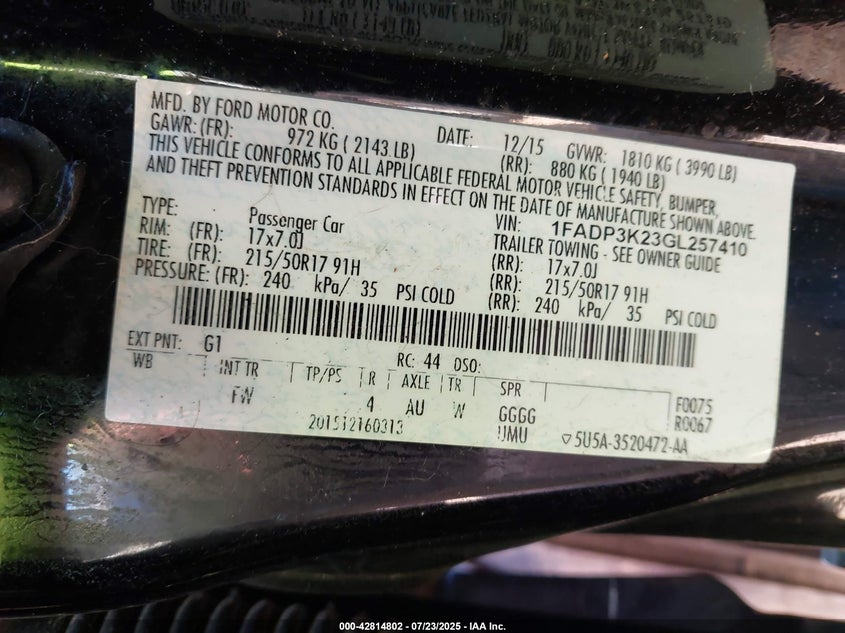 MFD. BY FORD MOTOR CO. DATE: 12/15 GVWR: 1810 KG ( 3990 LB)
GAWR: (FR): 972 KG ( 2143 LB) (RR): 880 KG ( 1940 LB)
THIS VEHICLE CONFORMS TO ALL APPLICABLE FEDERAL MOTOR VEHICLE SAFETY, BUMPER,
AND THEFT PREVENTION STANDARDS IN EFFECT ON THE DATE OF MANUFACTURE SHOWN ABOVE.
VIN: 1FADP3K23GL257410
TYPE: Passenger Car TRAILER TOWING - SEE OWNER GUIDE
RIM: (FR): 17x7.0J (RR): 17x7.0J
TIRE: (FR): 215/50R17 91H (RR): 215/50R17 91H
PRESSURE: (FR): 240 kPa/ 35 PSI COLD (RR): 240 kPa/ 35 PSI COLD
EXT PNT: G1 RC: 44 DSO:
WB INT TR TP/PS R AXLE TR SPR
FW 4 AU W GGGG F0075
201512160313 UMU R0067
5U5A-3520472-AA
000-42814802 - 07/23/2025 - IAA Inc.